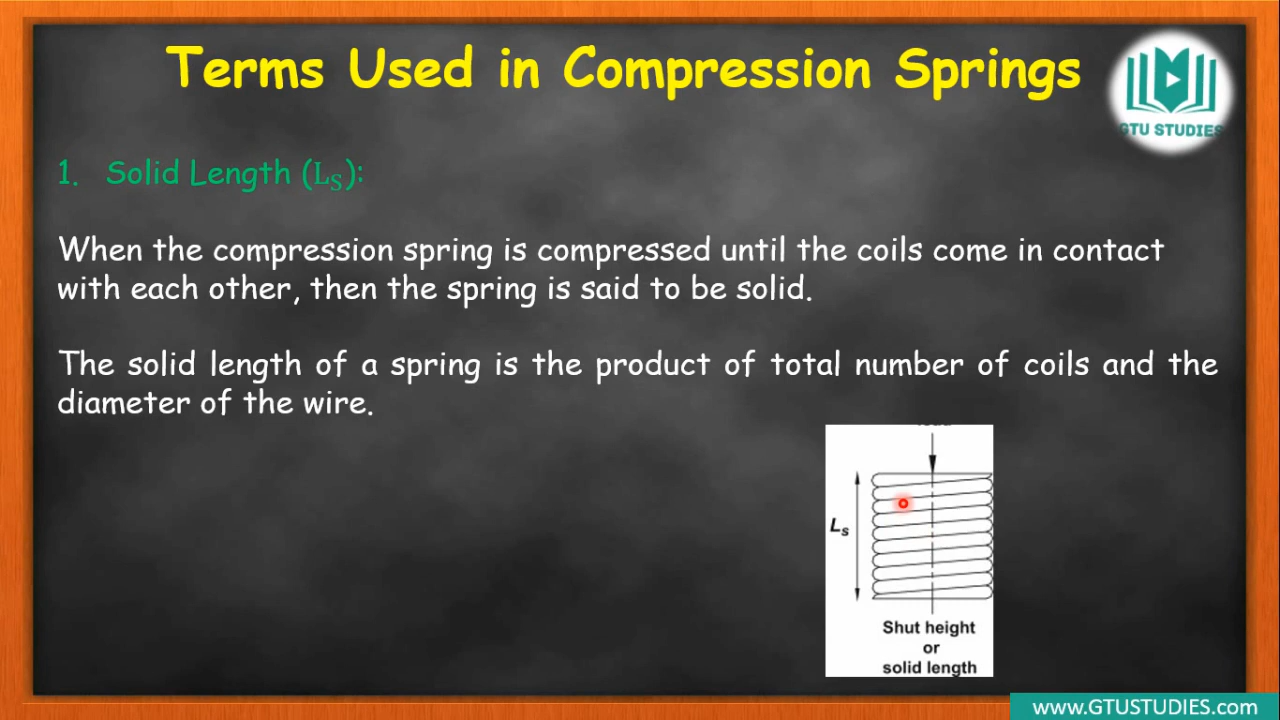 Terms Used in Compression Springs
GTU STUDIES
1. Solid Length (LS):
When the compression spring is compressed until the coils come in contact
with each other, then the spring is said to be solid.
The solid length of a spring is the product of total number of coils and the
diameter of the wire.
Ls
Shut height
or
solid length
www.GTUSTUDIES.com